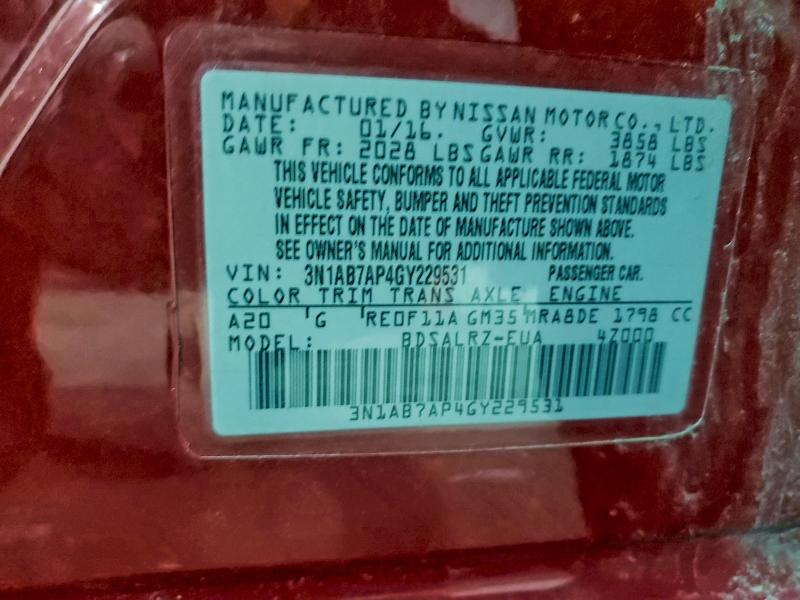 MANUFACTURED BY NISSAN MOTOR CO., LTD.
DATE: 01/16. GVWR: 3858 LBS
GAWR FR: 2028 LBS GAWR RR: 1874 LBS
THIS VEHICLE CONFORMS TO ALL APPLICABLE FEDERAL MOTOR
VEHICLE SAFETY, BUMPER AND THEFT PREVENTION STANDARDS
IN EFFECT ON THE DATE OF MANUFACTURE SHOWN ABOVE.
SEE OWNER'S MANUAL FOR ADDITIONAL INFORMATION.
VIN: 3N1AB7AP4GY229531 PASSENGER CAR.
COLOR TRIM TRANS AXLE ENGINE
A20 'G 'RE0F11A GM35 'MRA8DE 1798 CC
MODEL: BDSALRZ-EUA 4Z000
3N1AB7AP4GY229531